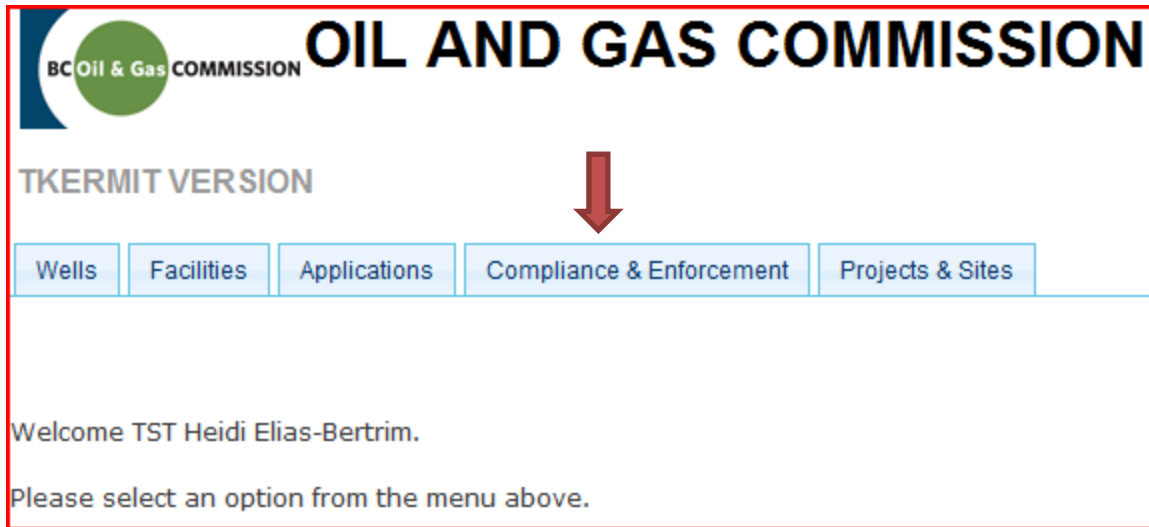 BC Oil & Gas COMMISSION OIL AND GAS COMMISSION
TKERMIT VERSION
Wells Facilities Applications Compliance & Enforcement Projects & Sites
Welcome TST Heidi Elias-Bertrim.
Please select an option from the menu above.